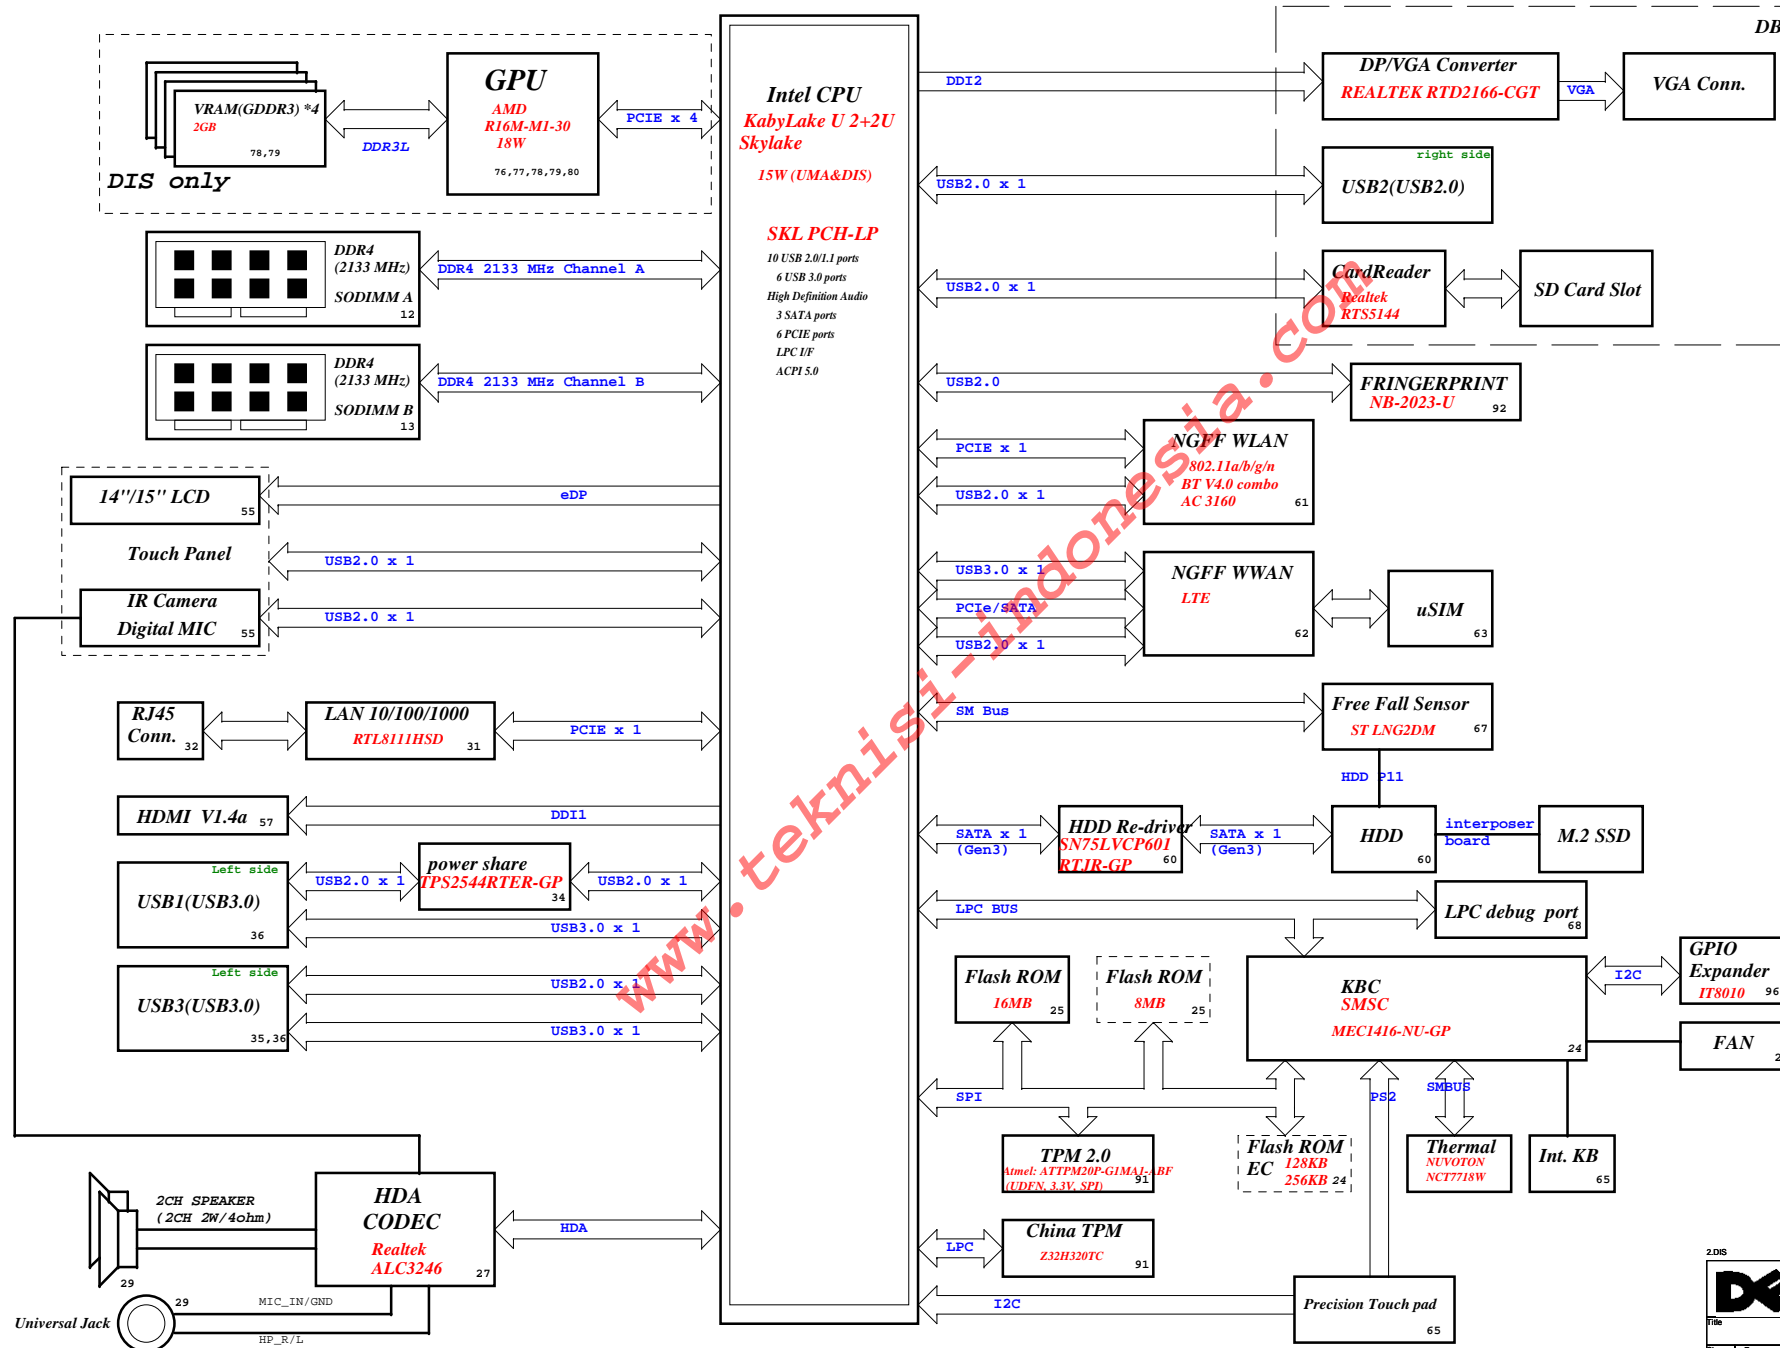 VRAM(GDDR3) *4
2GB
78,79
DIS only
DDR3L
GPU
AMD
R16M-M1-30
18W
76,77,78,79,80
PCIE x 4
DDR4
(2133 MHz)
SODIMM A
12
DDR4 2133 MHz Channel A
DDR4
(2133 MHz)
SODIMM B
13
DDR4 2133 MHz Channel B
14"/15" LCD
55
eDP
Touch Panel
USB2.0 x 1
IR Camera
Digital MIC
55
USB2.0 x 1
RJ45
Conn.
32
LAN 10/100/1000
RTL8111HSD
31
PCIE x 1
HDMI V1.4a
57
DDI1
Left side
USB1(USB3.0)
36
USB2.0 x 1
power share
TPS2544RTER-GP
34
USB2.0 x 1
USB3.0 x 1
Left side
USB3(USB3.0)
35,36
USB2.0 x 1
USB3.0 x 1
2CH SPEAKER
(2CH 2W/4ohm)
29
HDA
CODEC
Realtek
ALC3246
27
HDA
29
Universal Jack
MIC_IN/GND
HP_R/L
Intel CPU
KabyLake U 2+2U
Skylake
15W (UMA&DIS)
SKL PCH-LP
10 USB 2.0/1.1 ports
6 USB 3.0 ports
High Definition Audio
3 SATA ports
6 PCIE ports
LPC I/F
ACPI 5.0
DB
DDI2
DP/VGA Converter
REALTEK RTD2166-CGT
VGA
VGA Conn.
USB2.0 x 1
right side
USB2(USB2.0)
USB2.0 x 1
CardReader
Realtek
RTS5144
SD Card Slot
USB2.0
FRINGERPRINT
NB-2023-U
92
PCIE x 1
USB2.0 x 1
NGFF WLAN
802.11a/b/g/n
BT V4.0 combo
AC 3160
61
USB3.0 x 1
PCIe/SATA
USB2.0 x 1
NGFF WWAN
LTE
62
uSIM
63
SM Bus
Free Fall Sensor
ST LNG2DM
67
HDD P11
SATA x 1
(Gen3)
HDD Re-driver
SN75LVCP601
RTJR-GP
60
SATA x 1
(Gen3)
HDD
60
interposer
board
M.2 SSD
LPC BUS
LPC debug port
68
Flash ROM
16MB
25
Flash ROM
8MB
25
KBC
SMSC
MEC1416-NU-GP
24
I2C
GPIO
Expander
IT8010
96
FAN
2
SPI
PS2
SMBUS
TPM 2.0
Atmel: ATTPM20P-G1MA1-ABF
(UDFN, 3.3V, SPI)
91
Flash ROM
EC
128KB
256KB
24
Thermal
NUVOTON
NCT7718W
Int. KB
65
LPC
China TPM
Z32H320TC
91
I2C
Precision Touch pad
65
2.DIS
Title
www.teknisi-indonesia.com